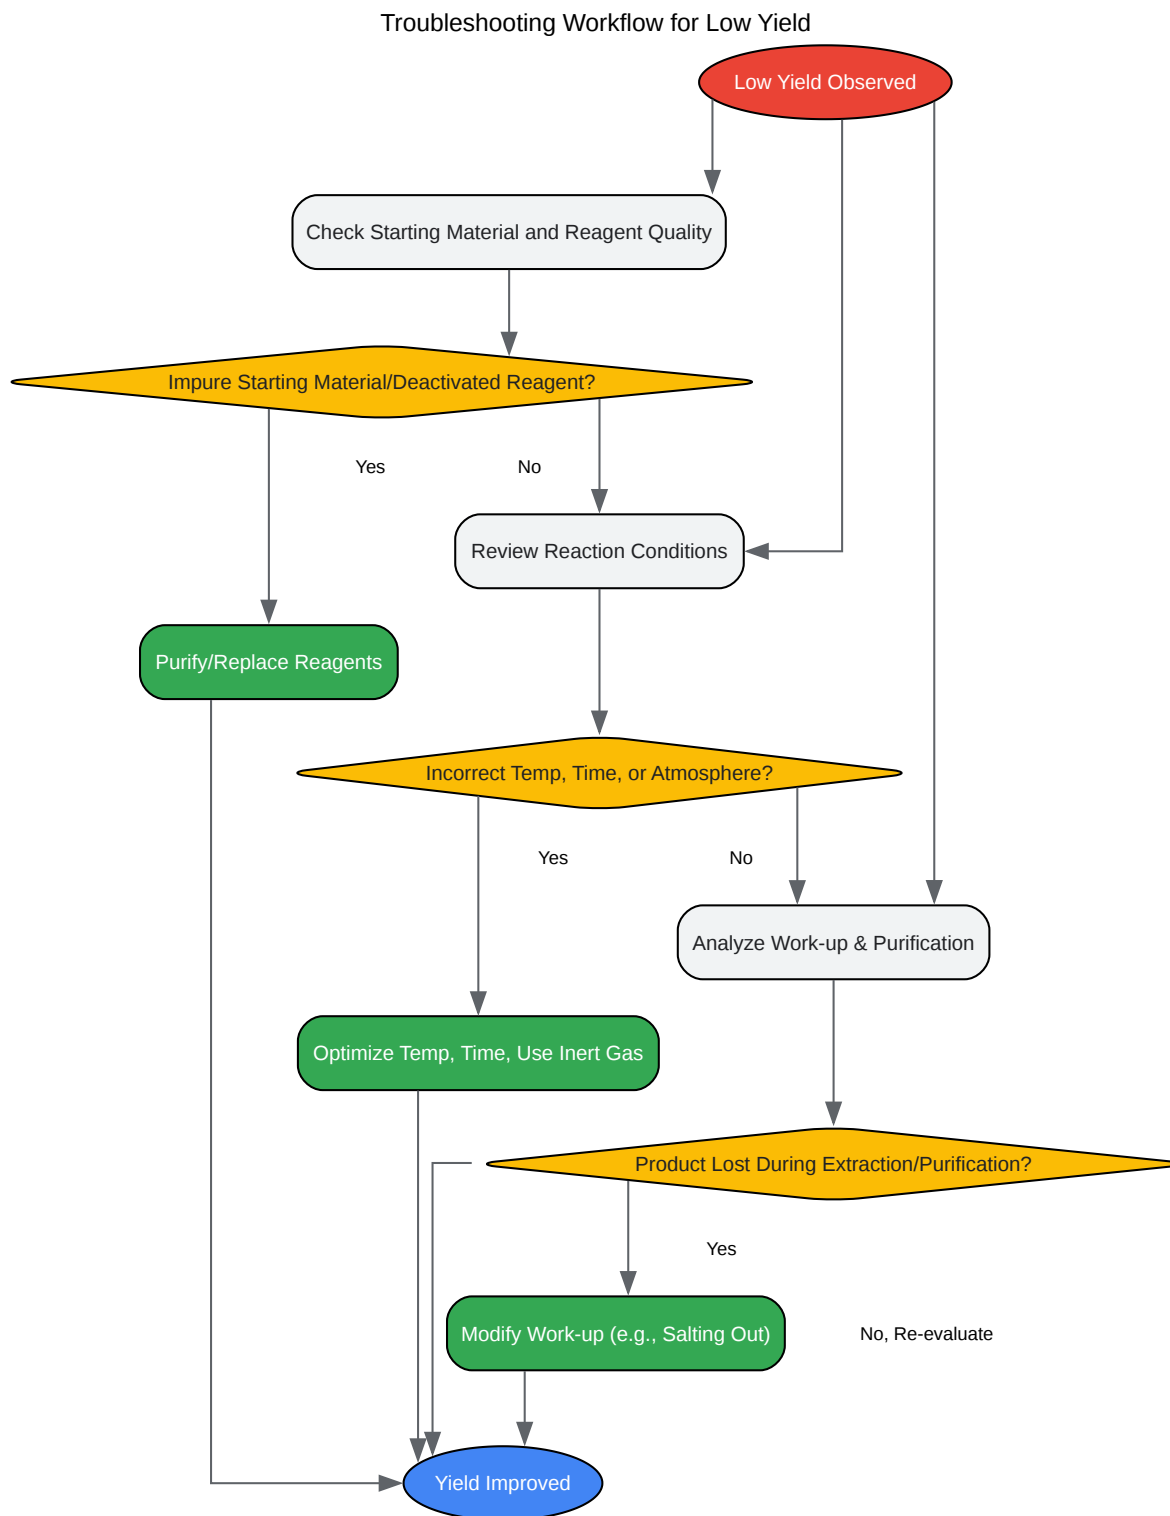 Troubleshooting Workflow for Low Yield
Low Yield Observed
Check Starting Material and Reagent Quality
Impure Starting Material/Deactivated Reagent?
Yes
No
Review Reaction Conditions
Purify/Replace Reagents
Incorrect Temp, Time, or Atmosphere?
Yes
No
Analyze Work-up & Purification
Optimize Temp, Time, Use Inert Gas
Product Lost During Extraction/Purification?
Yes
Modify Work-up (e.g., Salting Out)
No, Re-evaluate
Yield Improved